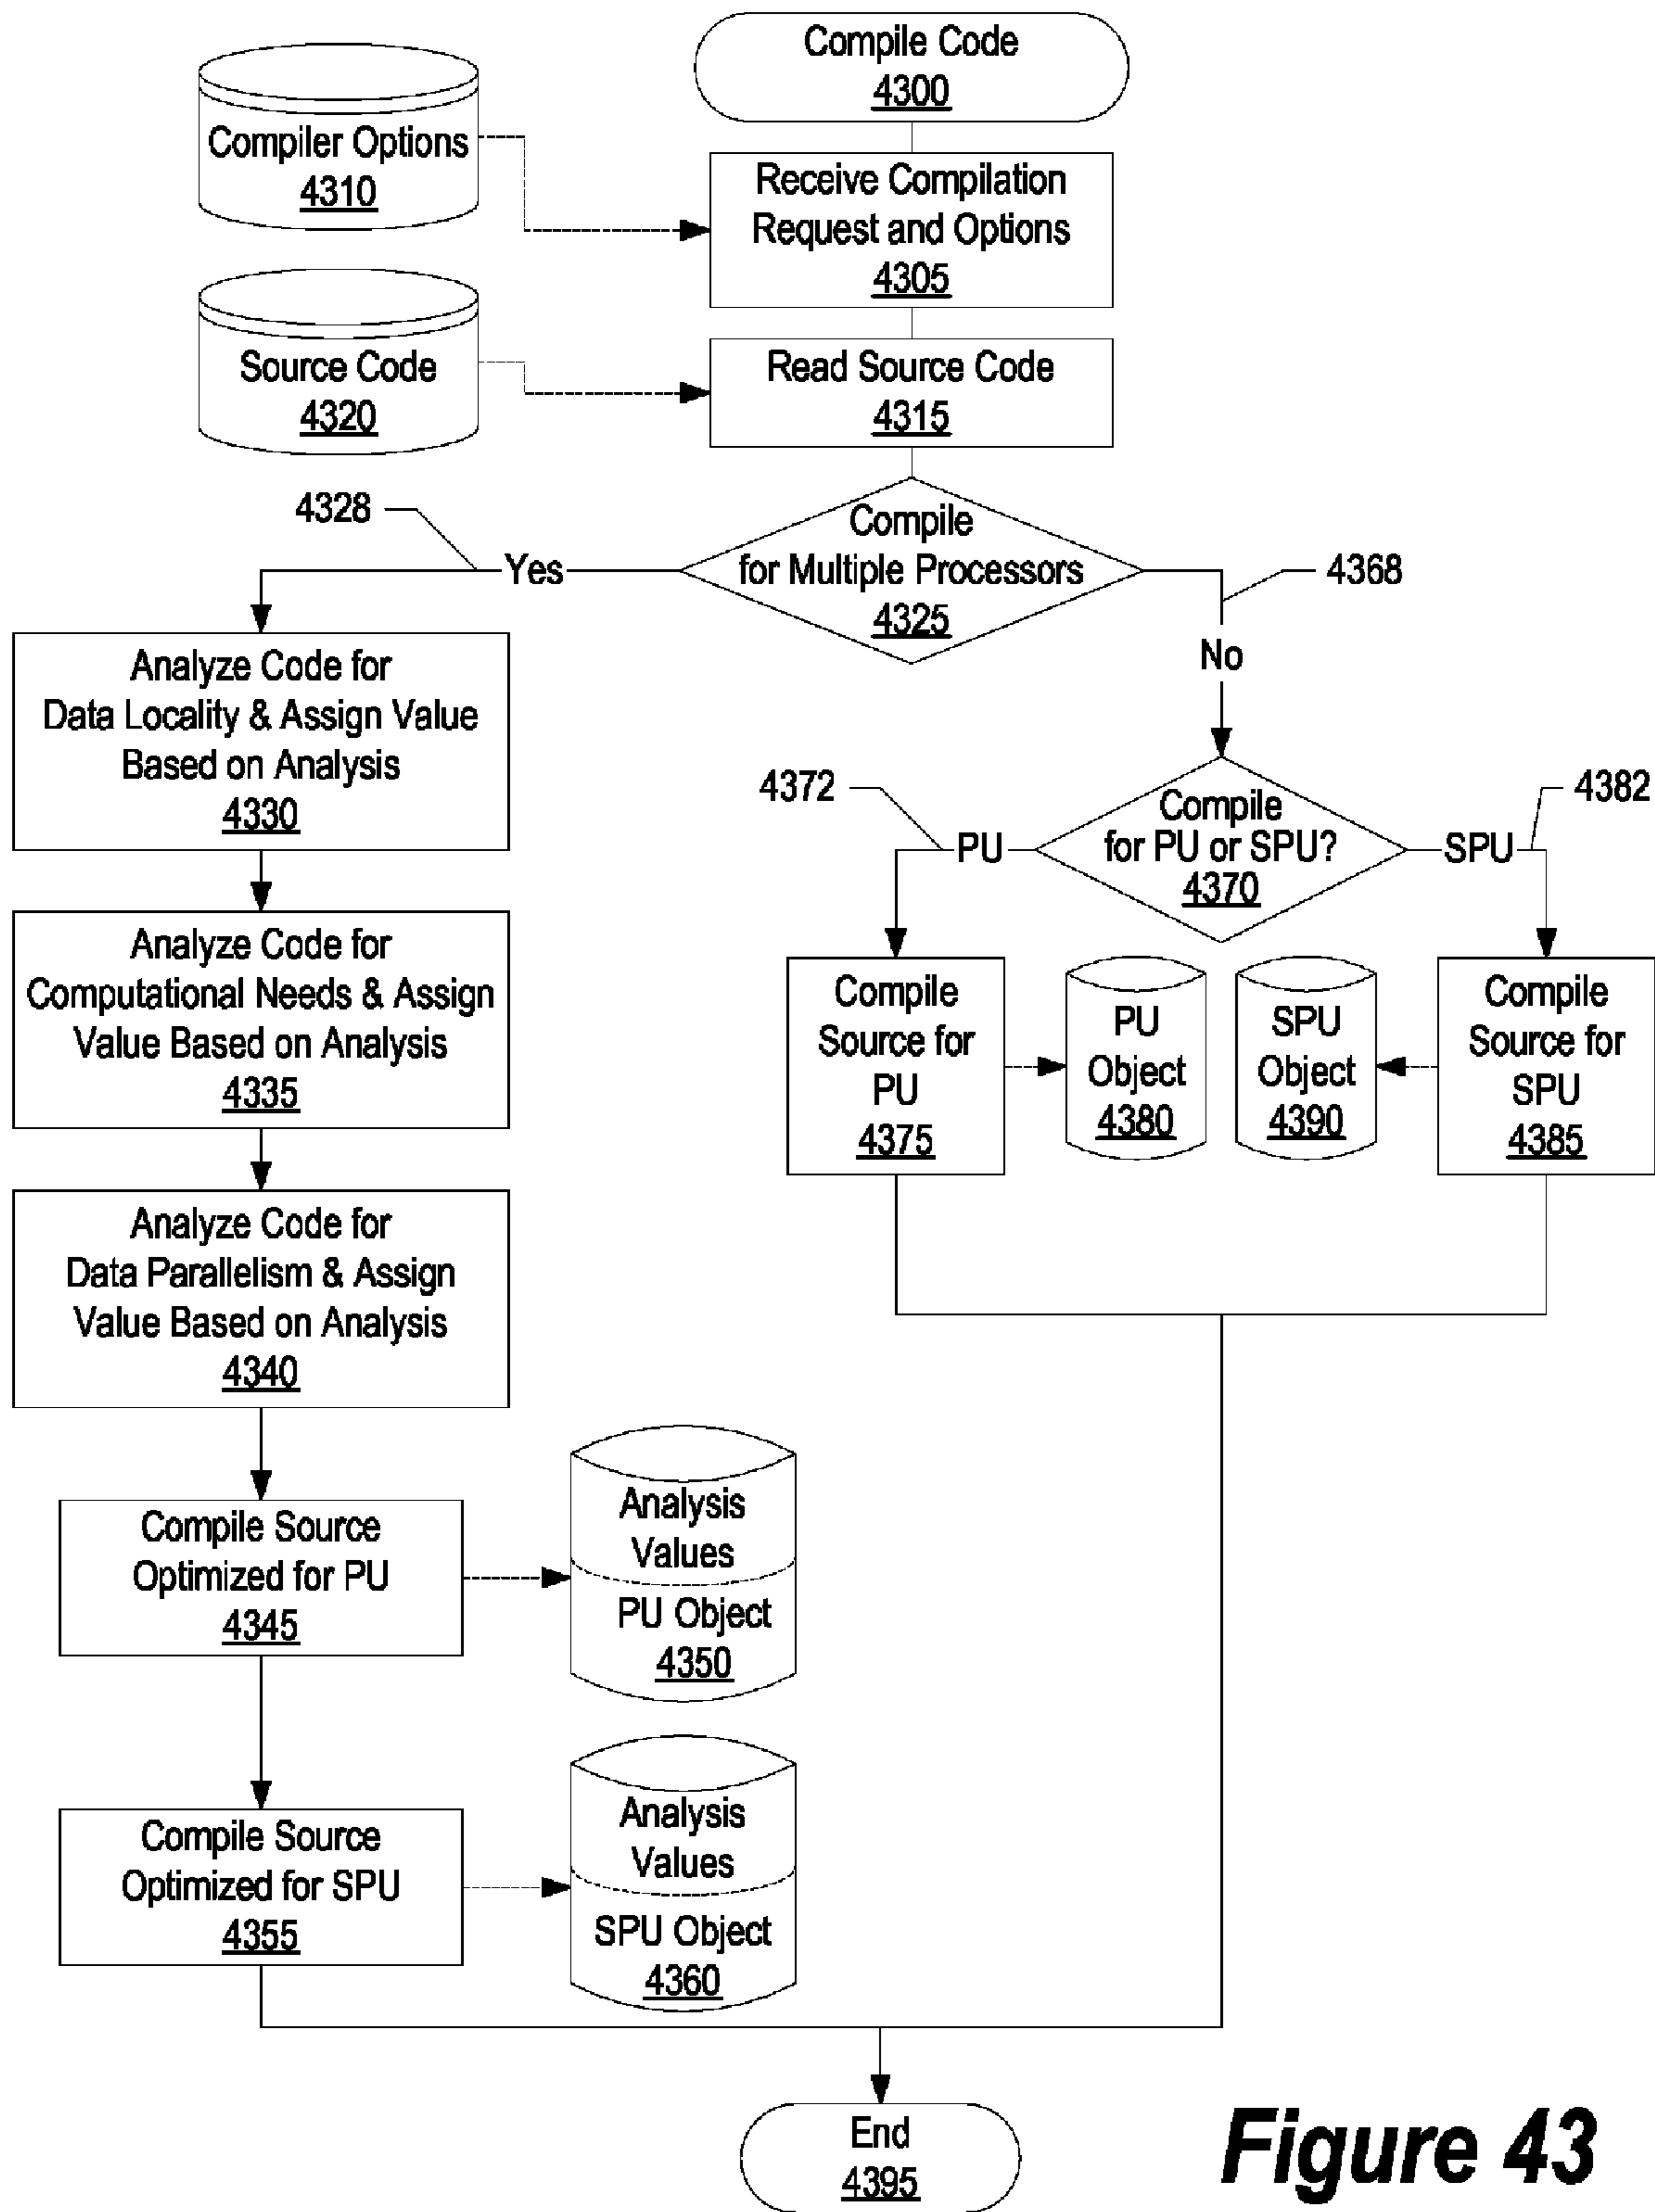 Compile Code
4300
Compiler Options
4310
Receive Compilation
Request and Options
4305
Source Code
4320
Read Source Code
4315
4328
Yes
Compile
for Multiple Processors
4325
4368
No
Analyze Code for
Data Locality & Assign Value
Based on Analysis
4330
4372
PU
Compile
for PU or SPU?
4370
SPU
4382
Analyze Code for
Computational Needs & Assign
Value Based on Analysis
4335
Compile
Source for
PU
4375
PU
Object
4380
SPU
Object
4390
Compile
Source for
SPU
4385
Analyze Code for
Data Parallelism & Assign
Value Based on Analysis
4340
Compile Source
Optimized for PU
4345
Analysis
Values
PU Object
4350
Compile Source
Optimized for SPU
4355
Analysis
Values
SPU Object
4360
End
4395
Figure 43